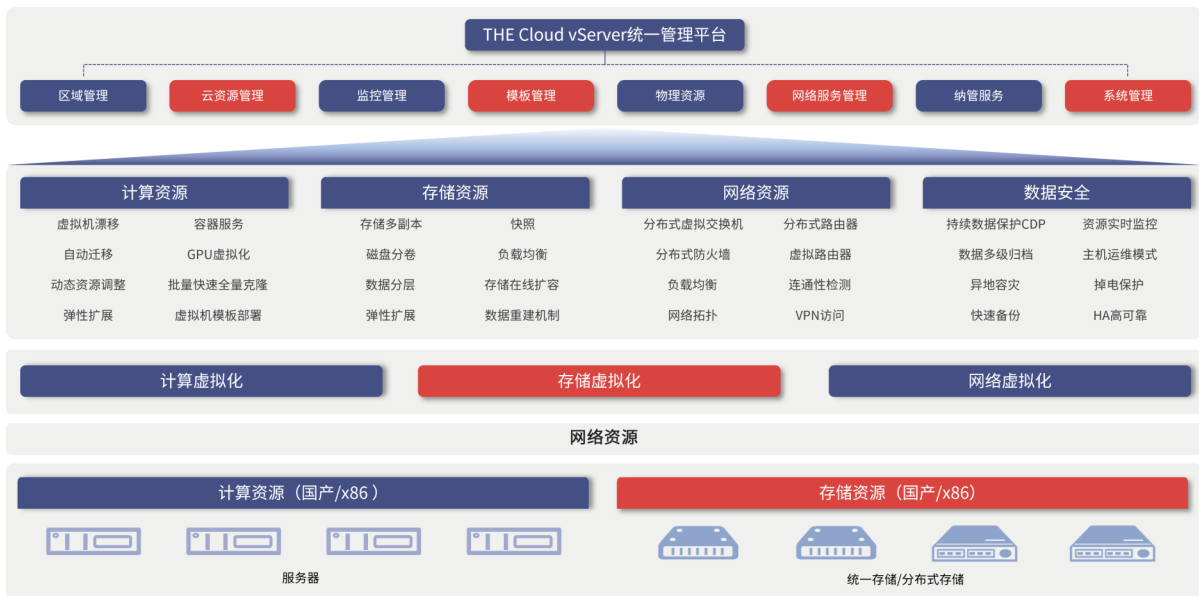 THE Cloud vServer统一管理平台
区域管理 云资源管理 监控管理 模板管理 物理资源 网络服务管理 纳管服务 系统管理
计算资源 存储资源 网络资源 数据安全
虚拟机漂移 容器服务 存储多副本 快照 分布式虚拟交换机 分布式路由器 持续数据保护CDP 资源实时监控
自动迁移 GPU虚拟化 磁盘分卷 负载均衡 分布式防火墙 虚拟路由器 数据多级归档 主机运维模式
动态资源调整 批量快速全量克隆 数据分层 存储在线扩容 负载均衡 连通性检测 异地容灾 掉电保护
弹性扩展 虚拟机模板部署 弹性扩展 数据重建机制 网络拓扑 VPN访问 快速备份 HA高可靠
计算虚拟化 存储虚拟化 网络虚拟化
网络资源
计算资源（国产/x86 ） 存储资源（国产/x86）
服务器 统一存储/分布式存储